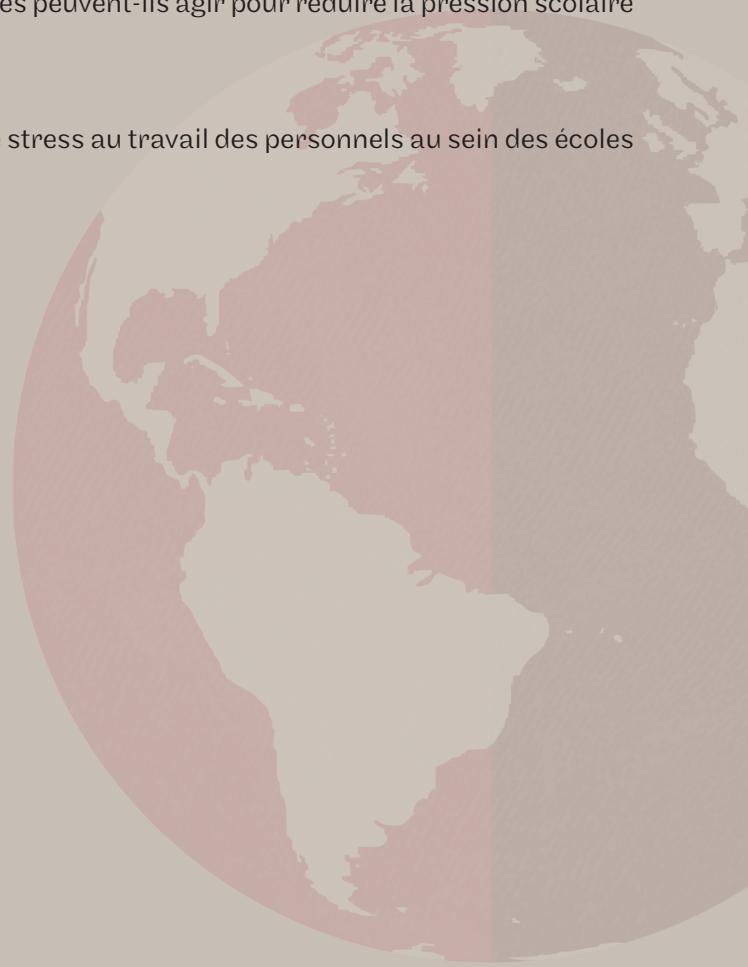 es peuvent-ils agir pour réduire la pression scolaire
stress au travail des personnels au sein des écoles